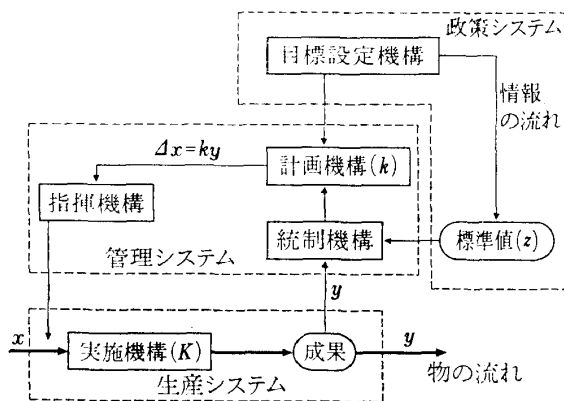 政策システム
目標設定機構
情報
の流れ
Δx=ky
計画機構(k)
指揮機構
統制機構
標準値(z)
管理システム
y
x
実施機構(K)
成果
y
生産システム
物の流れ